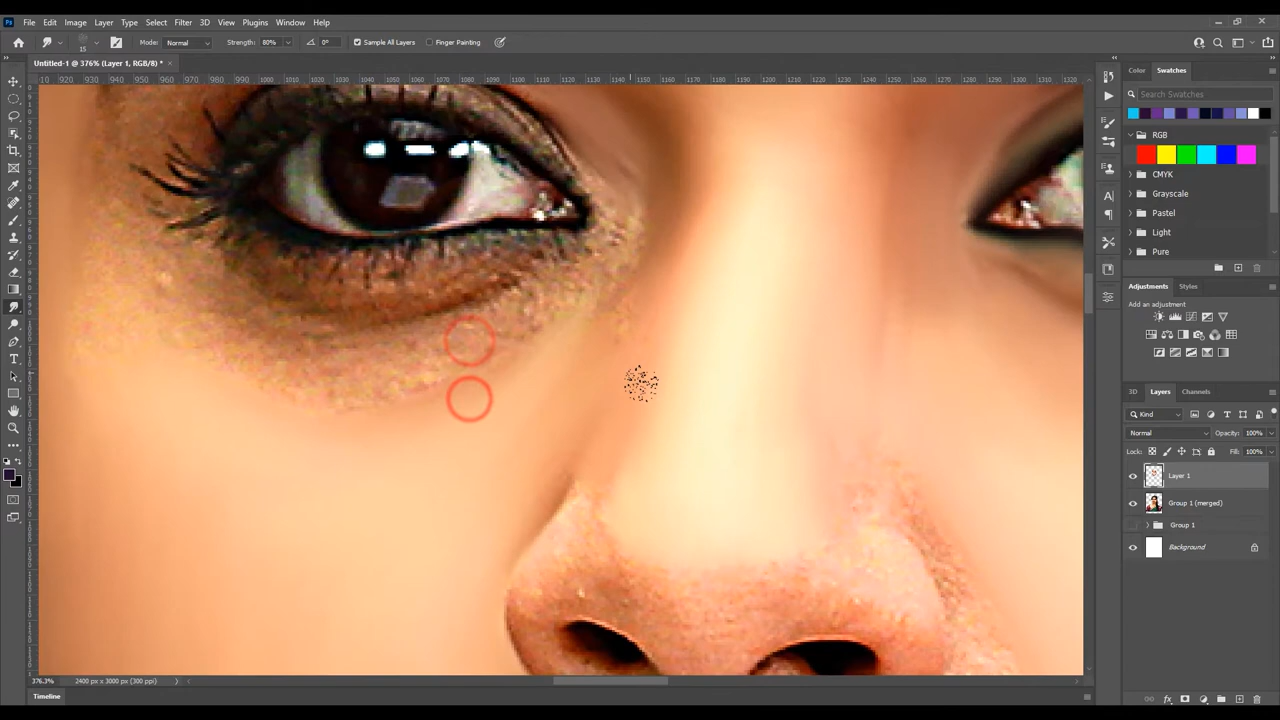 Ps File Edit Image Layer Type Select Filter 3D View Plugins Window Help
15 Mode: Normal Strength: 80% 0° Sample All Layers Finger Painting
Untitled-1 @ 376% (Layer 1, RGB/8) *
Color Swatches
Search Swatches
RGB
CMYK
Grayscale
Pastel
Light
Pure
Adjustments Styles
Add an adjustment
3D Layers Channels
Kind
Normal Opacity: 100%
Lock: Fill: 100%
Layer 1
Group 1 (merged)
Group 1
Background
376.3% 2400 px x 3000 px (300 ppi)
Timeline